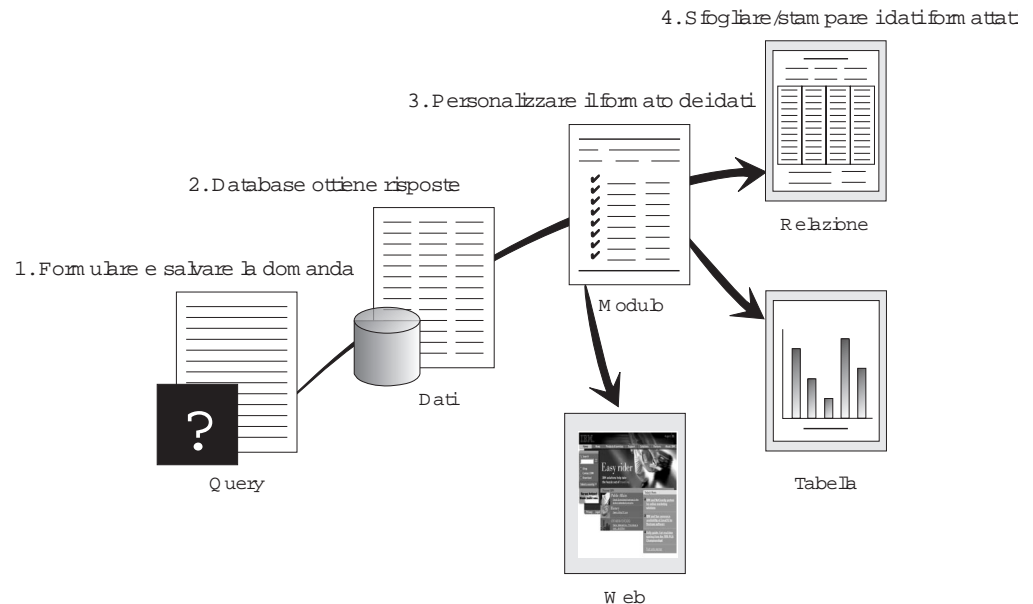 4.Sfogliare/stampare i dati formattati
3.Personalizzare il formato dei dati
2.Database ottiene risposte
1.Formulare e salvare la domanda
Relazione
Modulo
Dati
?
Query
Tabella
Easy rider
Web